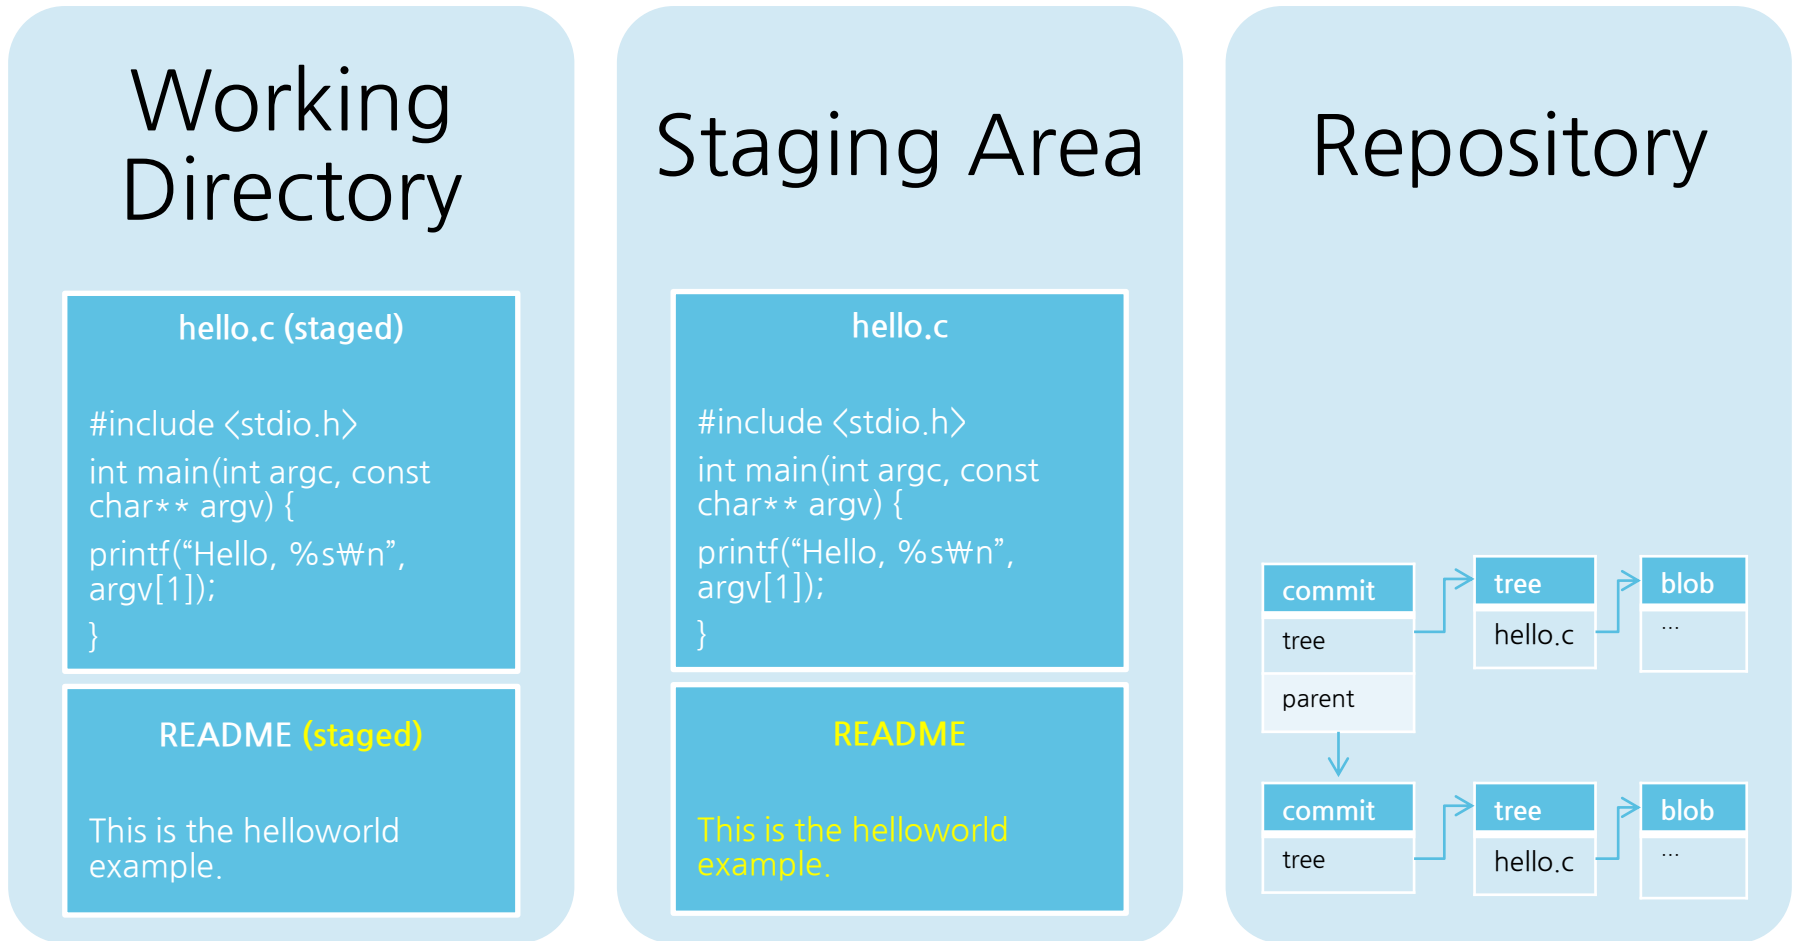 Working
Directory
hello.c (staged)
#include <stdio.h>
int main(int argc, const
char** argv) {
printf(“Hello, %s₩n”,
argv[1]);
}
README (staged)
This is the helloworld
example.
Staging Area
hello.c
#include <stdio.h>
int main(int argc, const
char** argv) {
printf(“Hello, %s₩n”,
argv[1]);
}
README
This is the helloworld
example.
Repository
commit
tree
parent
tree
hello.c
blob
…
commit
tree
tree
hello.c
blob
…